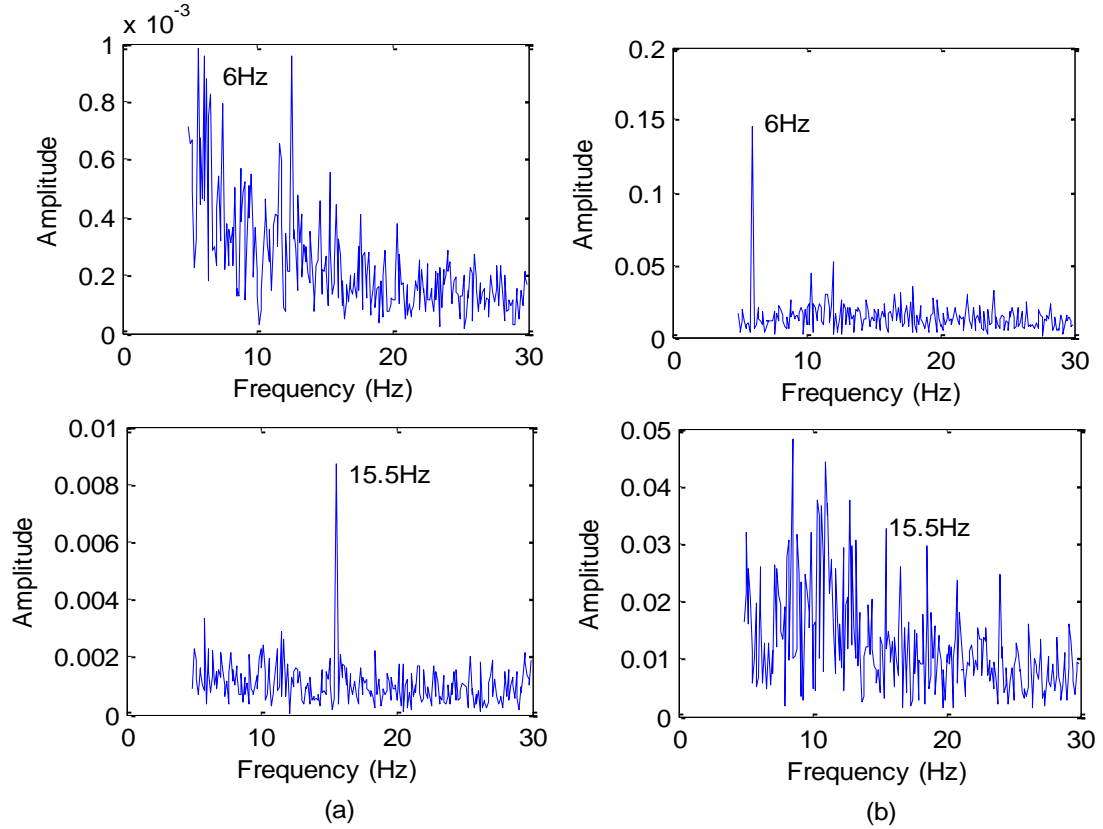 x 10-3
1
0.8
0.6
0.4
0.2
0
0 10 20 30
Amplitude
6Hz
Frequency (Hz)
0.2
0.15
0.1
0.05
0
0 10 20 30
Amplitude
6Hz
Frequency (Hz)
0.01
0.008
0.006
0.004
0.002
0
0 10 20 30
Amplitude
15.5Hz
Frequency (Hz)
(a)
0.05
0.04
0.03
0.02
0.01
0
0 10 20 30
Amplitude
15.5Hz
Frequency (Hz)
(b)